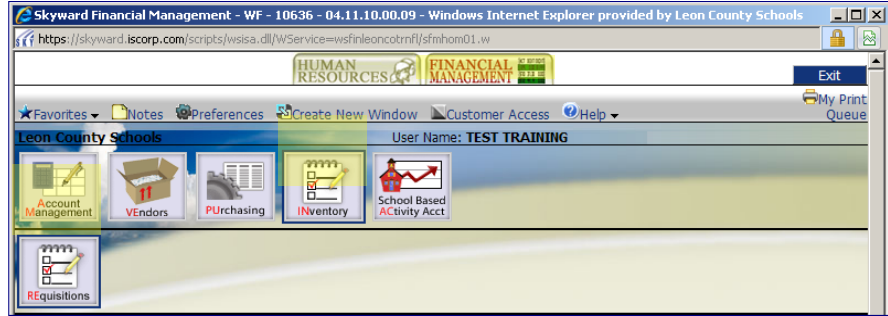 Skyward Financial Management - WF - 10636 - 04.11.10.00.09 - Windows Internet Explorer provided by Leon County Schools
https://skyward.iscorp.com/scripts/wsisa.dll/WService=wsfinleoncotrnfl/sfmhom01.w
HUMAN RESOURCES
FINANCIAL MANAGEMENT
Exit
Favorites Notes Preferences Create New Window Customer Access Help
My Print Queue
Leon County Schools User Name: TEST TRAINING
Account Management
VEndors
PUrchasing
INventory
School Based ACtivity Acct
REquisitions